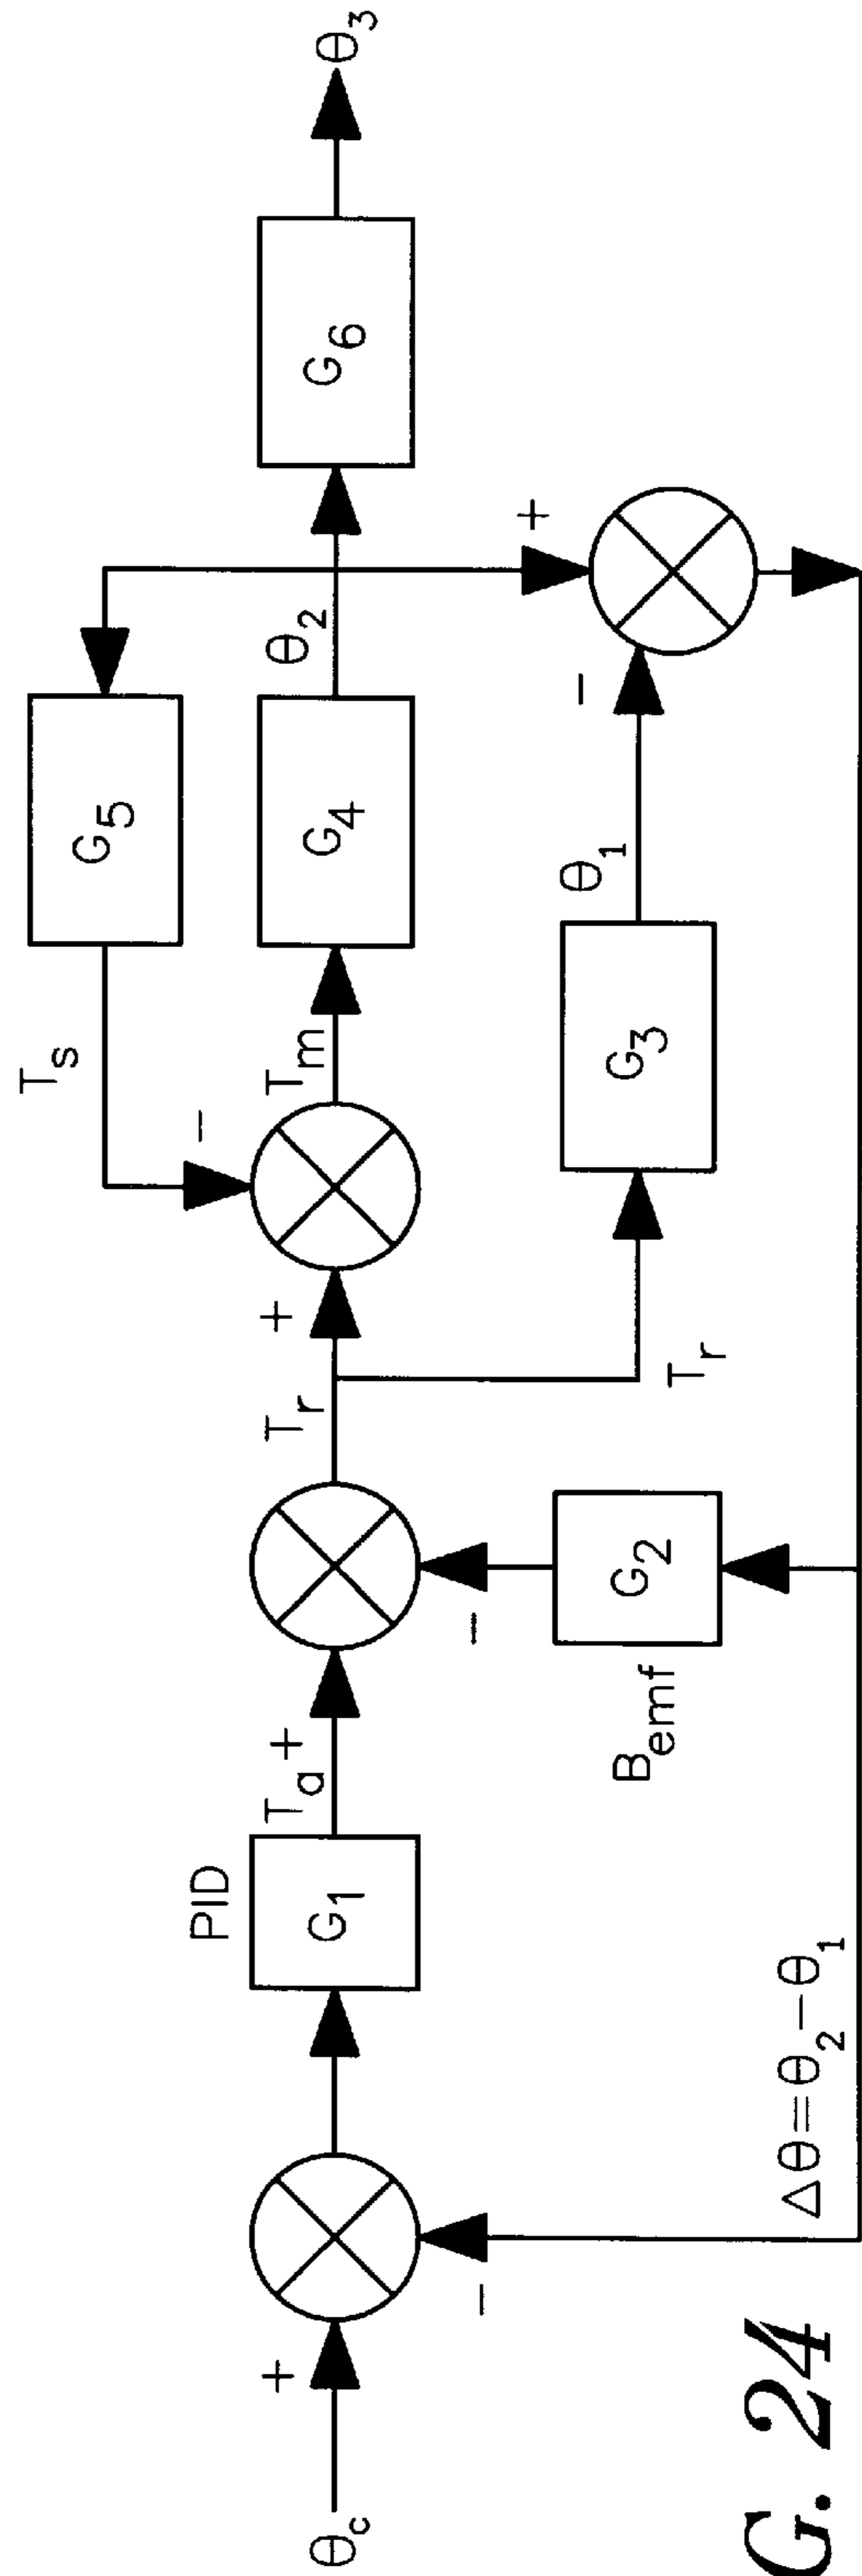 θc
+
-
PID
G1
Ta
+
-
G2
Bemf
Tr
Tr
+
-
Ts
Tm
G5
G4
G3
θ2
θ1
-
+
G6
θ3
Δθ=θ2-θ1
G. 24